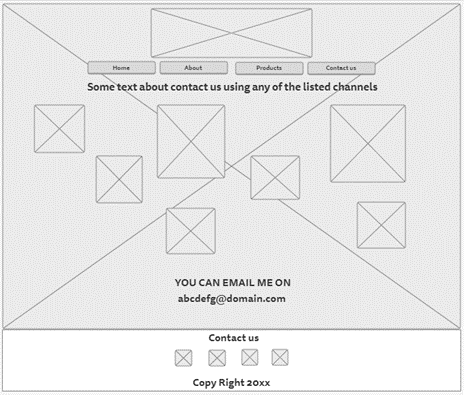 Home About Products Contact us
Some text about contact us using any of the listed channels
YOU CAN EMAIL ME ON
abcdefg@domain.com
Contact us
Copy Right 20xx